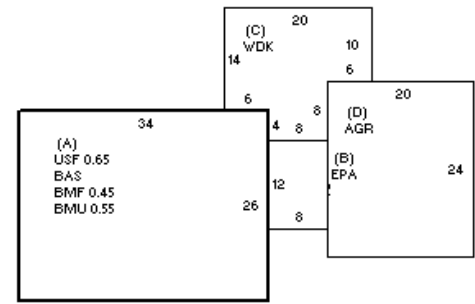 20
(C)
WDK
10
14
6
6
8
20
(D)
AGR
34
4
8
(A)
USF 0.65
BAS
BMF 0.45
BMU 0.55
(B)
EPA
24
12
26
8